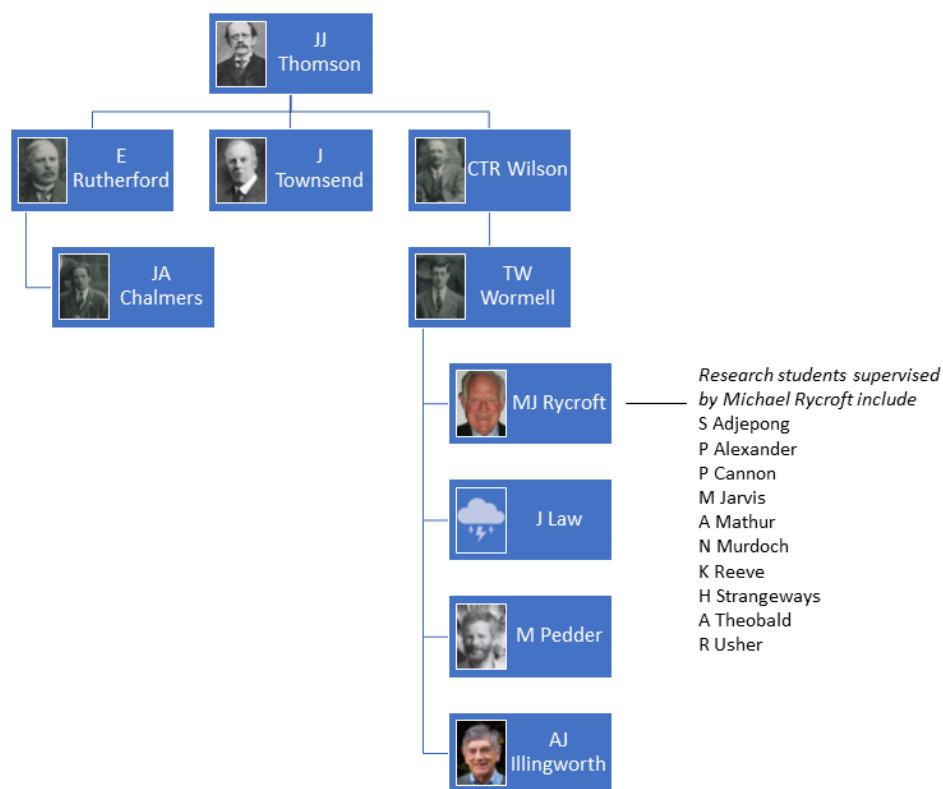 JJ
Thomson
E
Rutherford
J
Townsend
CTR Wilson
JA
Chalmers
TW
Wormell
MJ Rycroft
Research students supervised
by Michael Rycroft include
S Adjepong
P Alexander
P Cannon
M Jarvis
A Mathur
N Murdoch
K Reeve
H Strangeways
A Theobald
R Usher
J Law
M Pedder
AJ
Illingworth